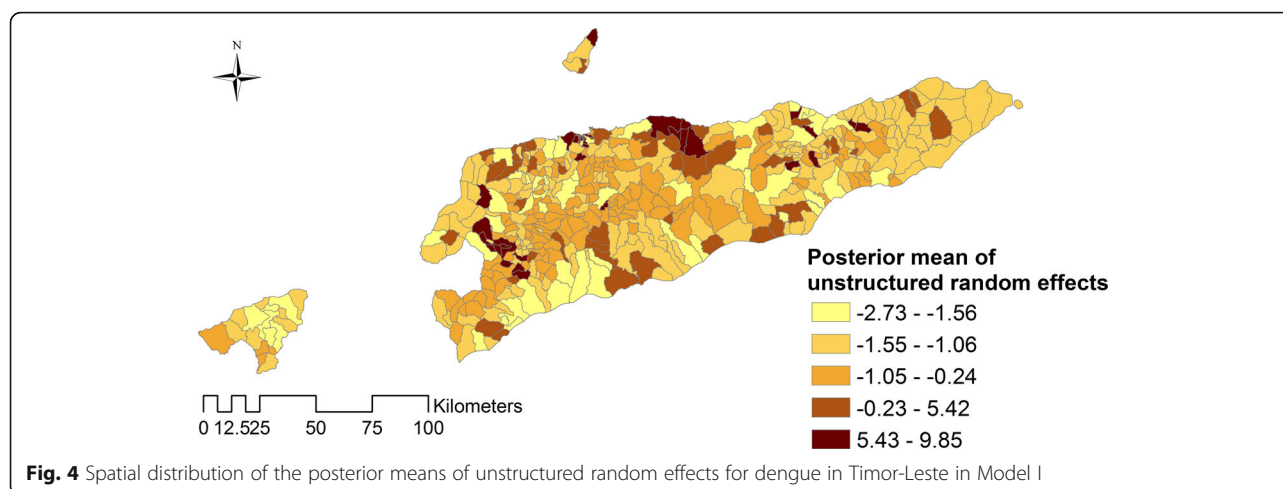 N
Posterior mean of
unstructured random effects
-2.73 - -1.56
-1.55 - -1.06
-1.05 - -0.24
-0.23 - 5.42
5.43 - 9.85
Kilometers
0 12.525 50 75 100
Fig. 4 Spatial distribution of the posterior means of unstructured random effects for dengue in Timor-Leste in Model I